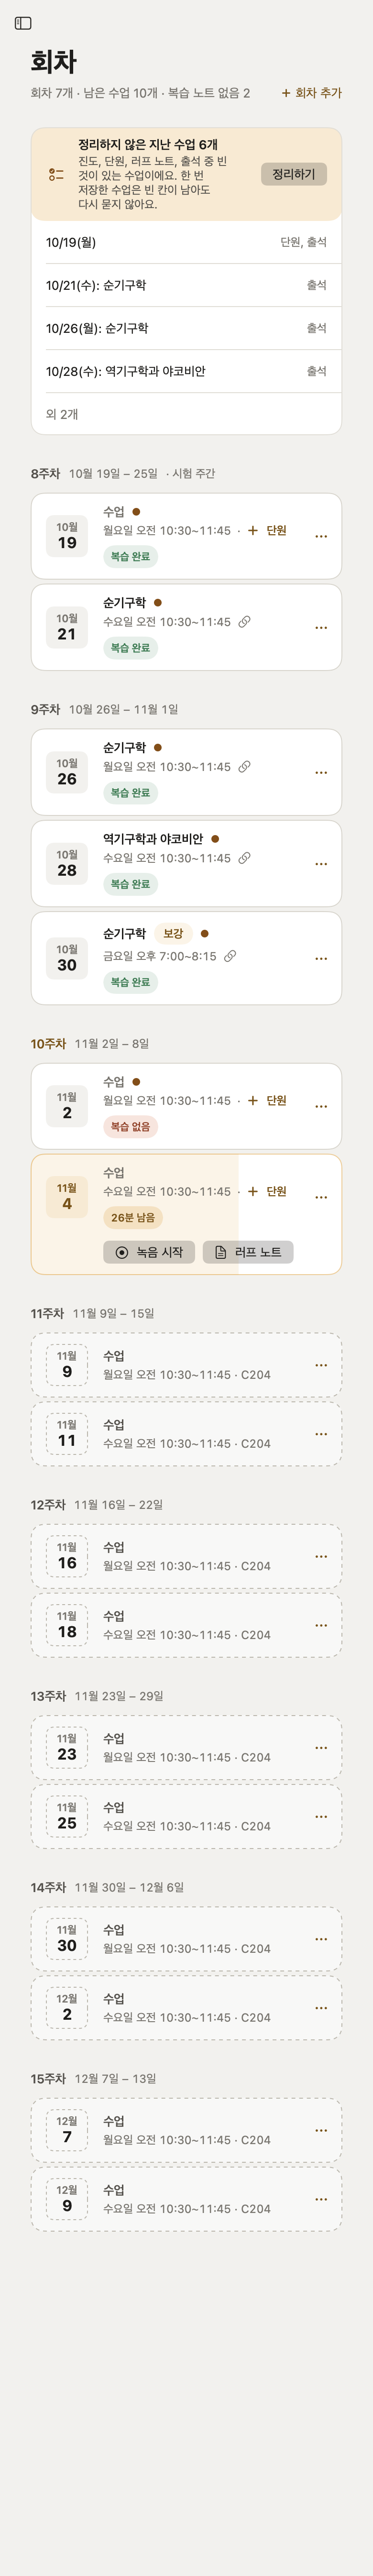 회차
회차 7개 · 남은 수업 10개 · 복습 노트 없음 2
+ 회차 추가
정리하지 않은 지난 수업 6개
진도, 단원, 러프 노트, 출석 중 빈
것이 있는 수업이에요. 한 번
저장한 수업은 빈 칸이 남아도
다시 묻지 않아요.
정리하기
10/19(월) 단원, 출석
10/21(수): 순기구학 출석
10/26(월): 순기구학 출석
10/28(수): 역기구학과 야코비안 출석
외 2개
8주차 10월 19일 – 25일 · 시험 주간
10월
19
수업
월요일 오전 10:30~11:45 · + 단원
복습 완료
10월
21
순기구학
수요일 오전 10:30~11:45
복습 완료
9주차 10월 26일 – 11월 1일
10월
26
순기구학
월요일 오전 10:30~11:45
복습 완료
10월
28
역기구학과 야코비안
수요일 오전 10:30~11:45
복습 완료
10월
30
순기구학 보강
금요일 오후 7:00~8:15
복습 완료
10주차 11월 2일 – 8일
11월
2
수업
월요일 오전 10:30~11:45 · + 단원
복습 없음
11월
4
수업
수요일 오전 10:30~11:45 · + 단원
26분 남음
녹음 시작 러프 노트
11주차 11월 9일 – 15일
11월
9
수업
월요일 오전 10:30~11:45 · C204
11월
11
수업
수요일 오전 10:30~11:45 · C204
12주차 11월 16일 – 22일
11월
16
수업
월요일 오전 10:30~11:45 · C204
11월
18
수업
수요일 오전 10:30~11:45 · C204
13주차 11월 23일 – 29일
11월
23
수업
월요일 오전 10:30~11:45 · C204
11월
25
수업
수요일 오전 10:30~11:45 · C204
14주차 11월 30일 – 12월 6일
11월
30
수업
월요일 오전 10:30~11:45 · C204
12월
2
수업
수요일 오전 10:30~11:45 · C204
15주차 12월 7일 – 13일
12월
7
수업
월요일 오전 10:30~11:45 · C204
12월
9
수업
수요일 오전 10:30~11:45 · C204